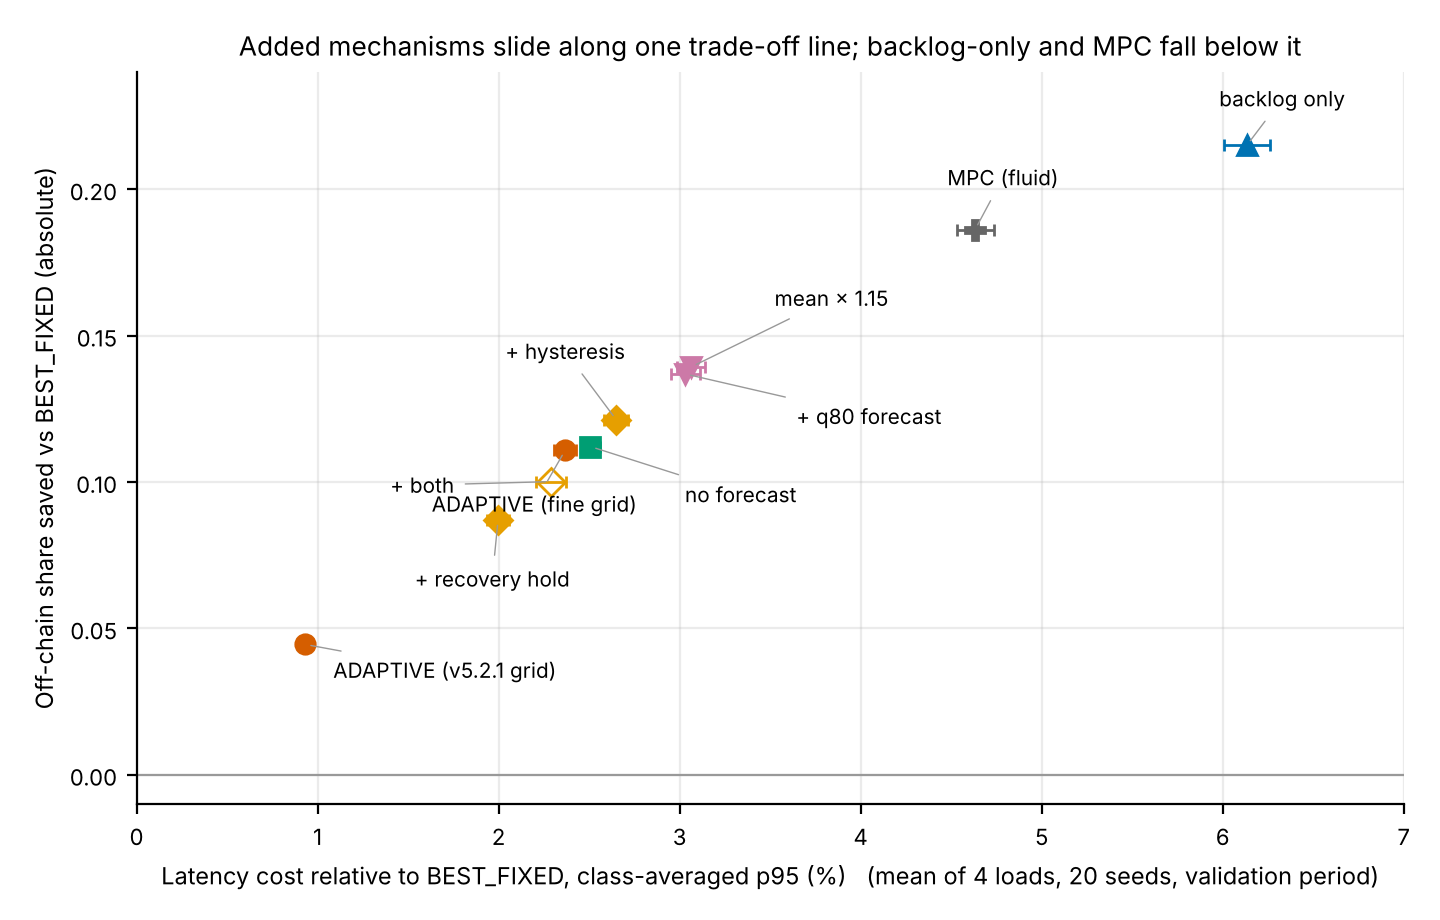 Added mechanisms slide along one trade-off line; backlog-only and MPC fall below it
backlog only
MPC (fluid)
mean × 1.15
+ hysteresis
+ q80 forecast
+ both
no forecast
ADAPTIVE (fine grid)
+ recovery hold
ADAPTIVE (v5.2.1 grid)
Off-chain share saved vs BEST_FIXED (absolute)
0.20
0.15
0.10
0.05
0.00
0 1 2 3 4 5 6 7
Latency cost relative to BEST_FIXED, class-averaged p95 (%) (mean of 4 loads, 20 seeds, validation period)